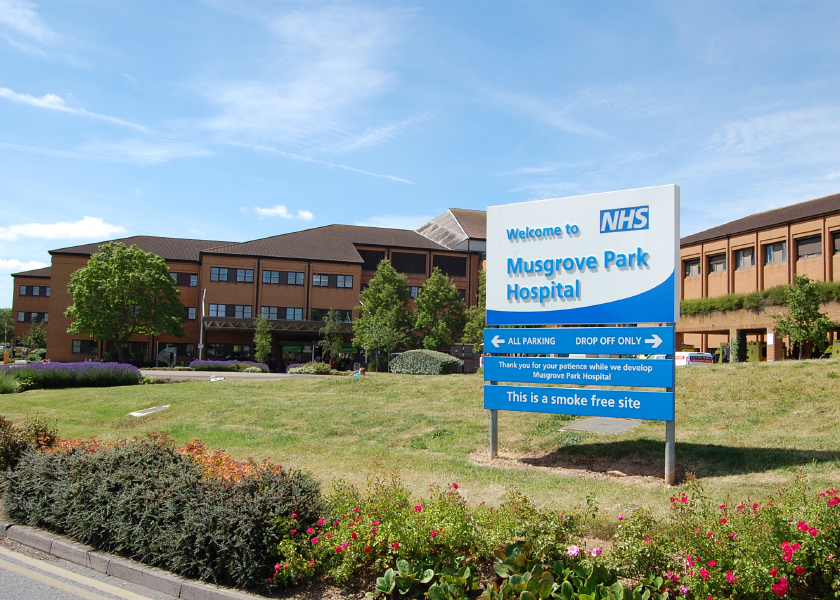 NHS
Welcome to
Musgrove Park
Hospital
← ALL PARKING DROP OFF ONLY →
Thank you for your patience while we develop
Musgrove Park Hospital
This is a smoke free site